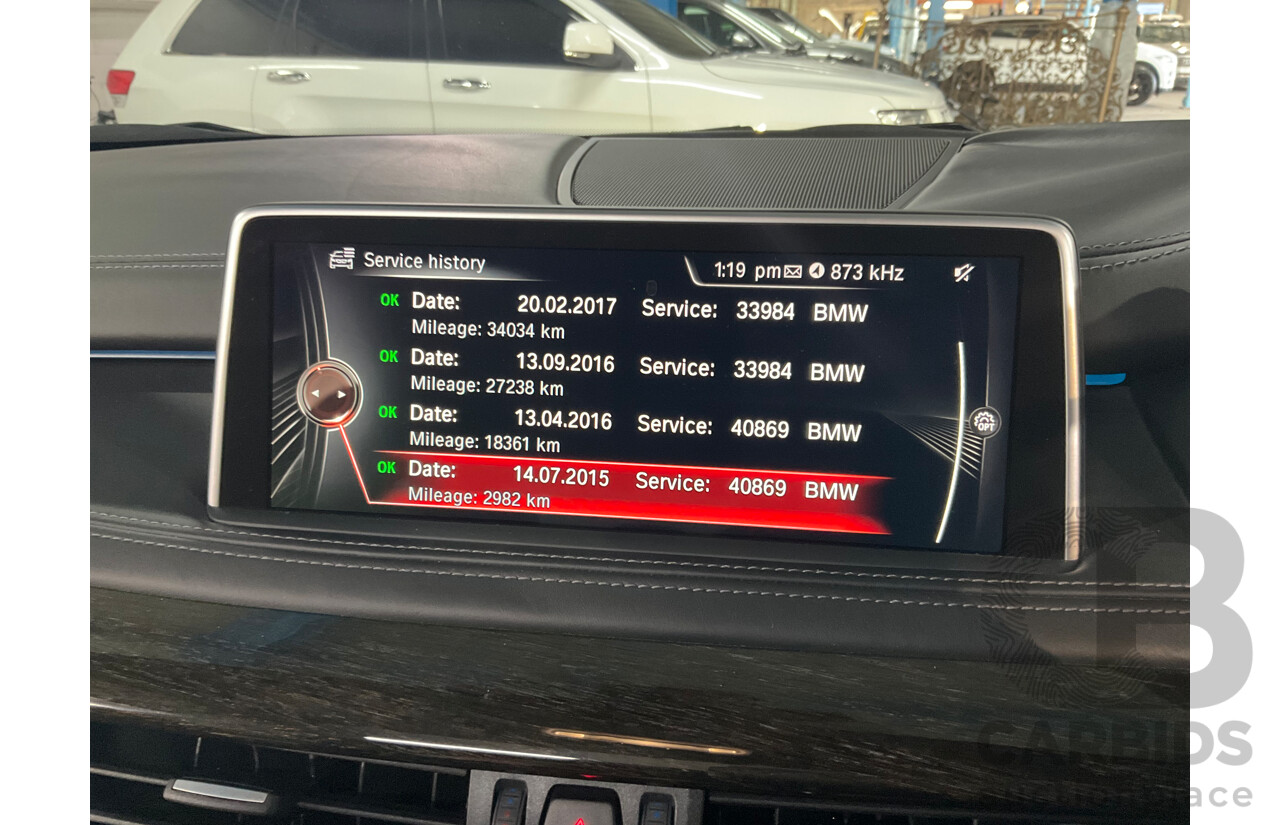 Service history
1:19 pm 873 kHz
OK Date: 20.02.2017 Service: 33984 BMW
Mileage: 34034 km
OK Date: 13.09.2016 Service: 33984 BMW
Mileage: 27238 km
OK Date: 13.04.2016 Service: 40869 BMW
Mileage: 18361 km
OPT
OK Date: 14.07.2015 Service: 40869 BMW
Mileage: 2982 km
CARBIDS